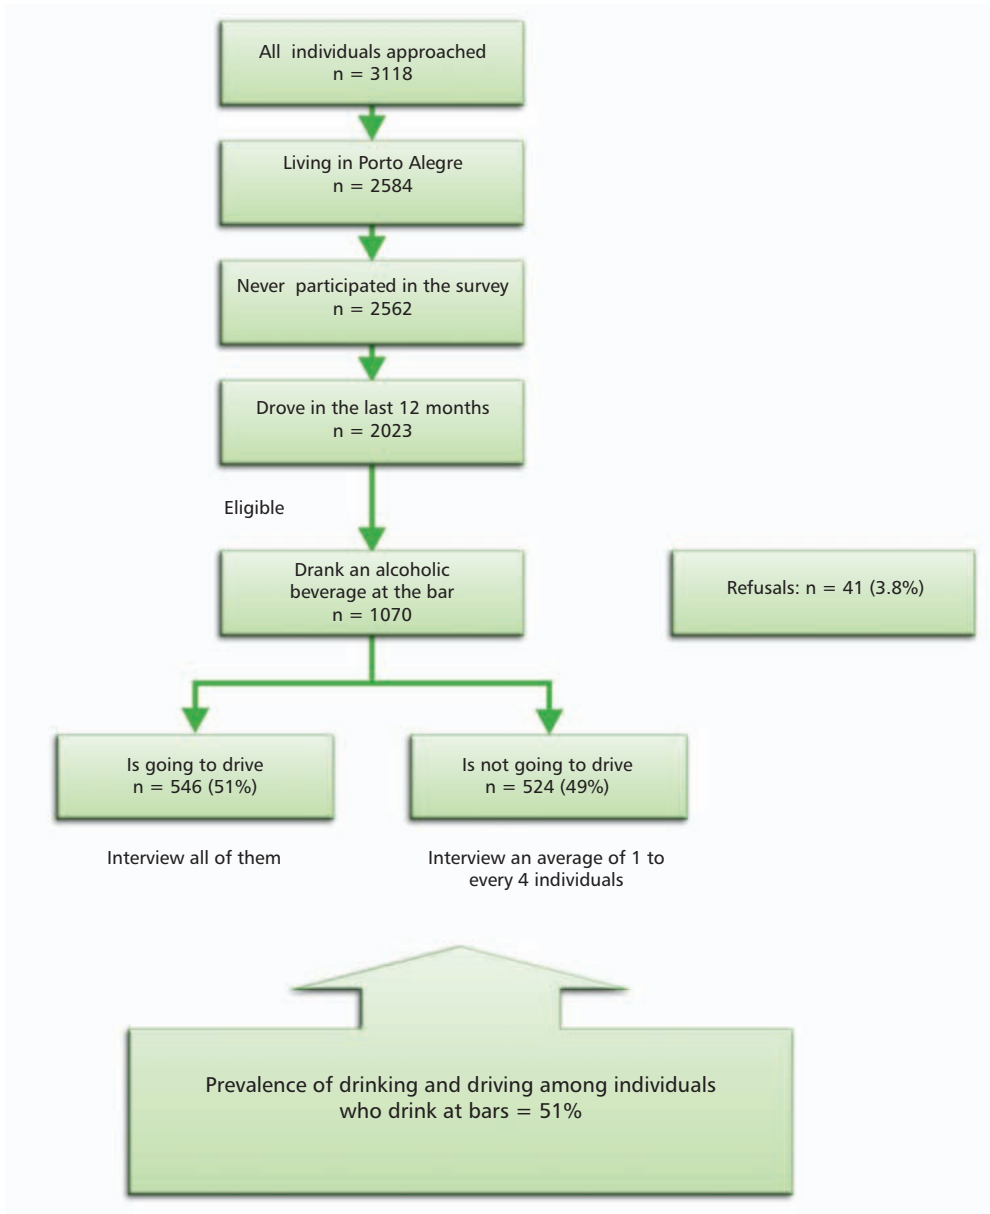 All individuals approached
n = 3118
Living in Porto Alegre
n = 2584
Never participated in the survey
n = 2562
Drove in the last 12 months
n = 2023
Eligible
Drank an alcoholic
beverage at the bar
n = 1070
Refusals: n = 41 (3.8%)
Is going to drive
n = 546 (51%)
Is not going to drive
n = 524 (49%)
Interview all of them
Interview an average of 1 to
every 4 individuals
Prevalence of drinking and driving among individuals
who drink at bars = 51%